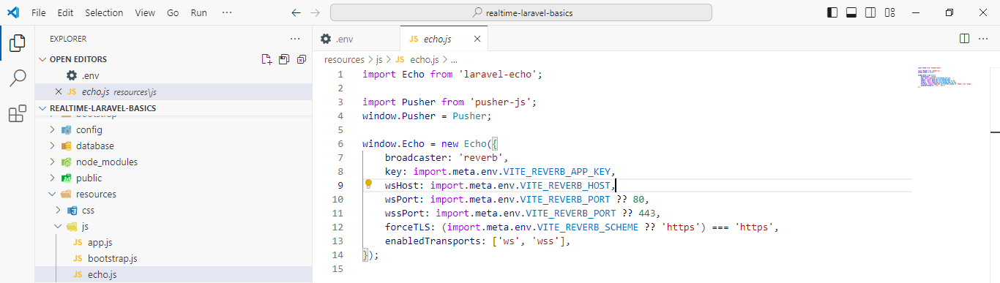 File Edit Selection View Go Run ··· realtime-laravel-basics
EXPLORER ···
OPEN EDITORS
.env
JS echo.js resources\js
REALTIME-LARAVEL-BASICS
bootstrap
config
database
node_modules
public
resources
css
js
JS app.js
JS bootstrap.js
JS echo.js
.env JS echo.js
resources > js > JS echo.js > ...
1 import Echo from 'laravel-echo';
2
3 import Pusher from 'pusher-js';
4 window.Pusher = Pusher;
5
6 window.Echo = new Echo({
7 broadcaster: 'reverb',
8 key: import.meta.env.VITE_REVERB_APP_KEY,
9 wsHost: import.meta.env.VITE_REVERB_HOST,
10 wsPort: import.meta.env.VITE_REVERB_PORT ?? 80,
11 wssPort: import.meta.env.VITE_REVERB_PORT ?? 443,
12 forceTLS: (import.meta.env.VITE_REVERB_SCHEME ?? 'https') === 'https',
13 enabledTransports: ['ws', 'wss'],
14 });
15